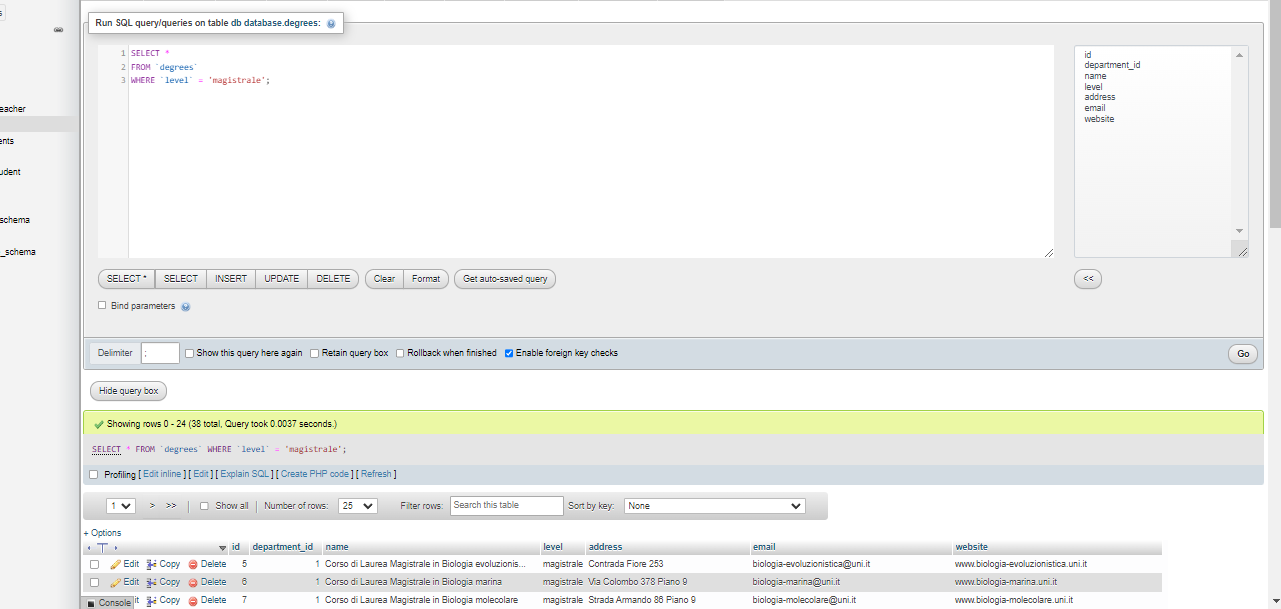 Run SQL query/queries on table db database.degrees:
1 SELECT *
2 FROM `degrees`
3 WHERE `level` = 'magistrale';
id
department_id
name
level
address
email
website
eacher
ents
udent
schema
_schema
SELECT * SELECT INSERT UPDATE DELETE Clear Format Get auto-saved query <<
Bind parameters
Delimiter ; Show this query here again Retain query box Rollback when finished Enable foreign key checks Go
Hide query box
Showing rows 0 - 24 (38 total, Query took 0.0037 seconds.)
SELECT * FROM `degrees` WHERE `level` = 'magistrale';
Profiling [ Edit inline ] [ Edit ] [ Explain SQL ] [ Create PHP code ] [ Refresh ]
1 > >> Show all Number of rows: 25 Filter rows: Search this table Sort by key: None
+ Options
id department_id name level address email website
Edit Copy Delete 5 1 Corso di Laurea Magistrale in Biologia evoluzionis... magistrale Contrada Fiore 253 biologia-evoluzionistica@uni.it www.biologia-evoluzionistica.uni.it
Edit Copy Delete 6 1 Corso di Laurea Magistrale in Biologia marina magistrale Via Colombo 378 Piano 9 biologia-marina@uni.it www.biologia-marina.uni.it
Console it Copy Delete 7 1 Corso di Laurea Magistrale in Biologia molecolare magistrale Strada Armando 86 Piano 9 biologia-molecolare@uni.it www.biologia-molecolare.uni.it